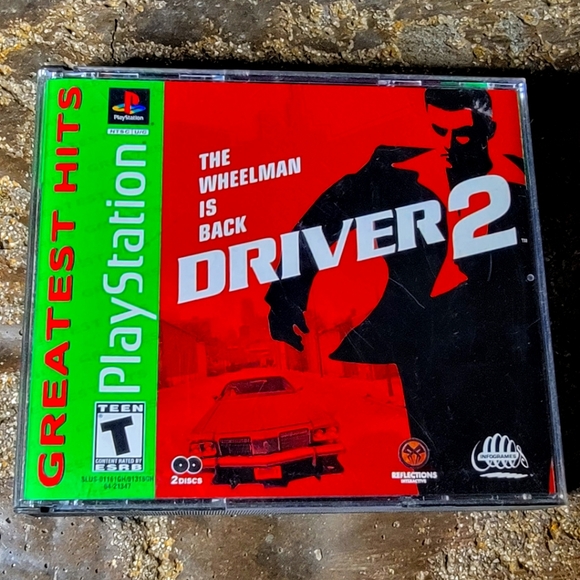 GREATEST HITS
PlayStation
NTSC U/C
PlayStation
THE
WHEELMAN
IS
BACK
DRIVER 2
TM
TEEN
T
CONTENT RATED BY
ESRB
2 DISCS
REFLECTIONS
INTERACTIVE
INFOGRAMES